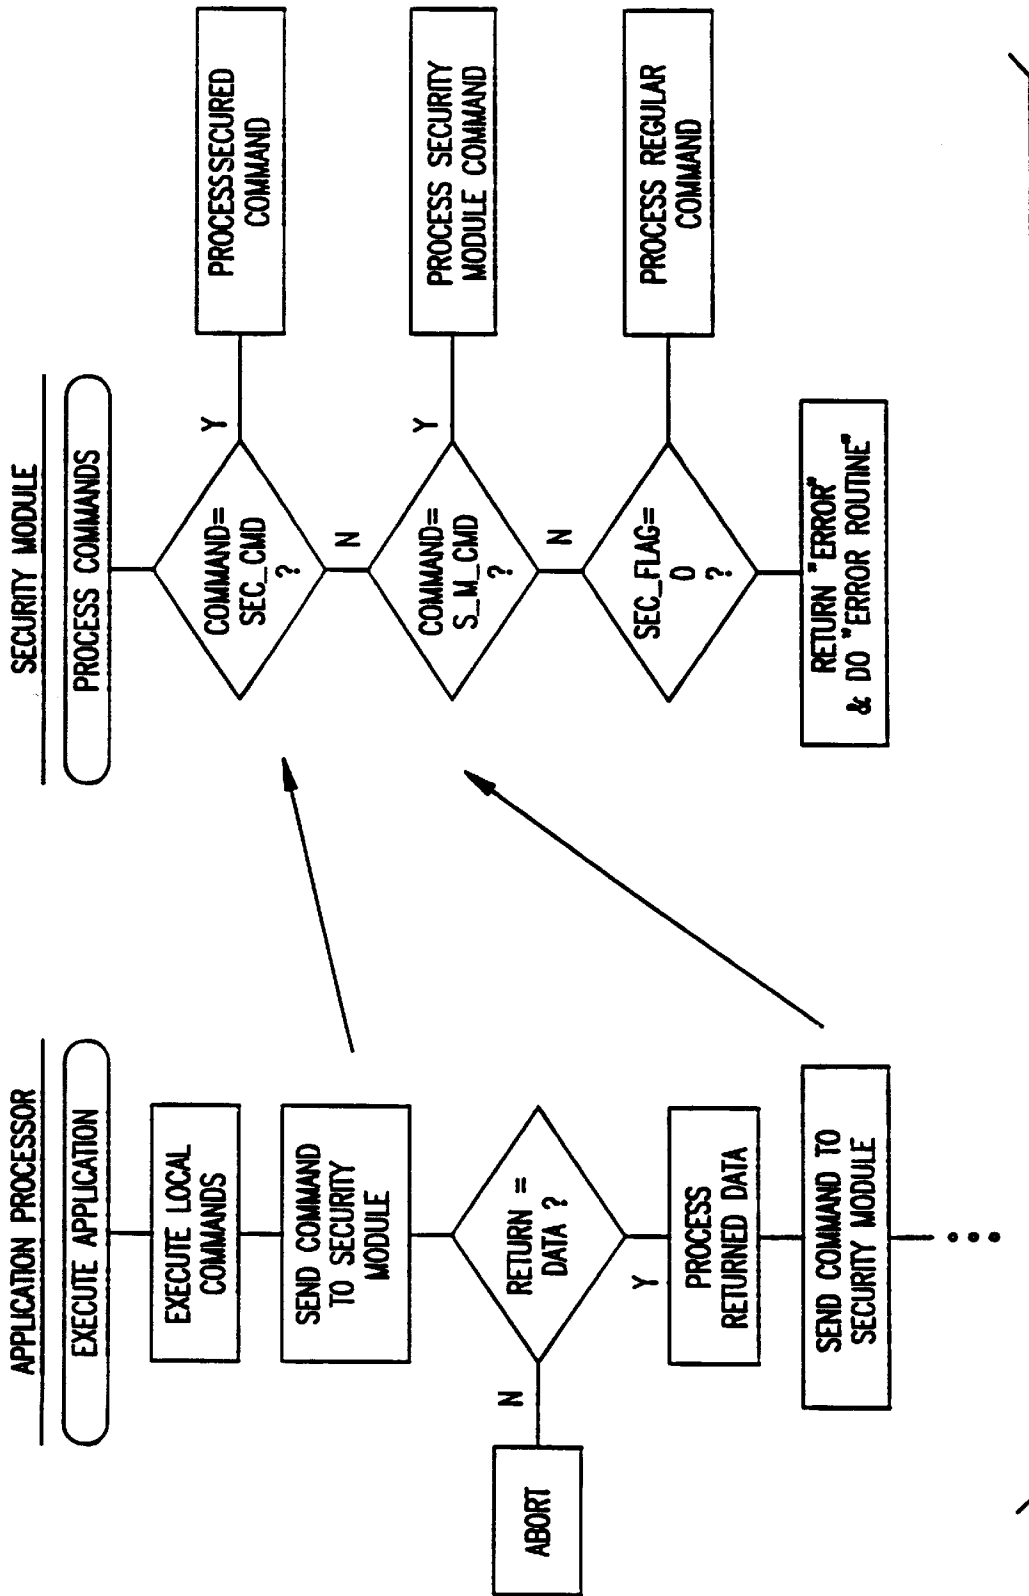 APPLICATION PROCESSOR
EXECUTE APPLICATION
EXECUTE LOCAL
COMMANDS
SEND COMMAND
TO SECURITY
MODULE
RETURN =
DATA ?
N
ABORT
Y
PROCESS
RETURNED DATA
SEND COMMAND TO
SECURITY MODULE
SECURITY MODULE
PROCESS COMMANDS
COMMAND=
SEC_CMD
?
Y
PROCESSSECURED
COMMAND
N
COMMAND=
S_M_CMD
?
Y
PROCESS SECURITY
MODULE COMMAND
N
SEC_FLAG=
0
?
PROCESS REGULAR
COMMAND
RETURN "ERROR"
& DO "ERROR ROUTINE"